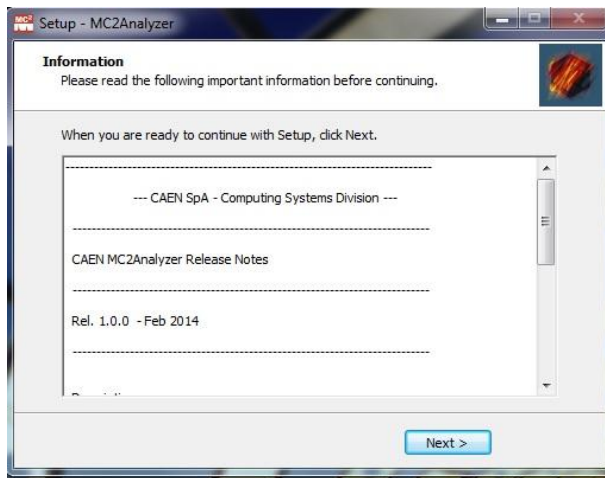 MC²
Setup - MC2Analyzer
Information
Please read the following important information before continuing.
When you are ready to continue with Setup, click Next.
--------------------------------------------------------------------------------
--- CAEN SpA - Computing Systems Division ---
--------------------------------------------------------------------------------
CAEN MC2Analyzer Release Notes
--------------------------------------------------------------------------------
Rel. 1.0.0 - Feb 2014
--------------------------------------------------------------------------------
Next >